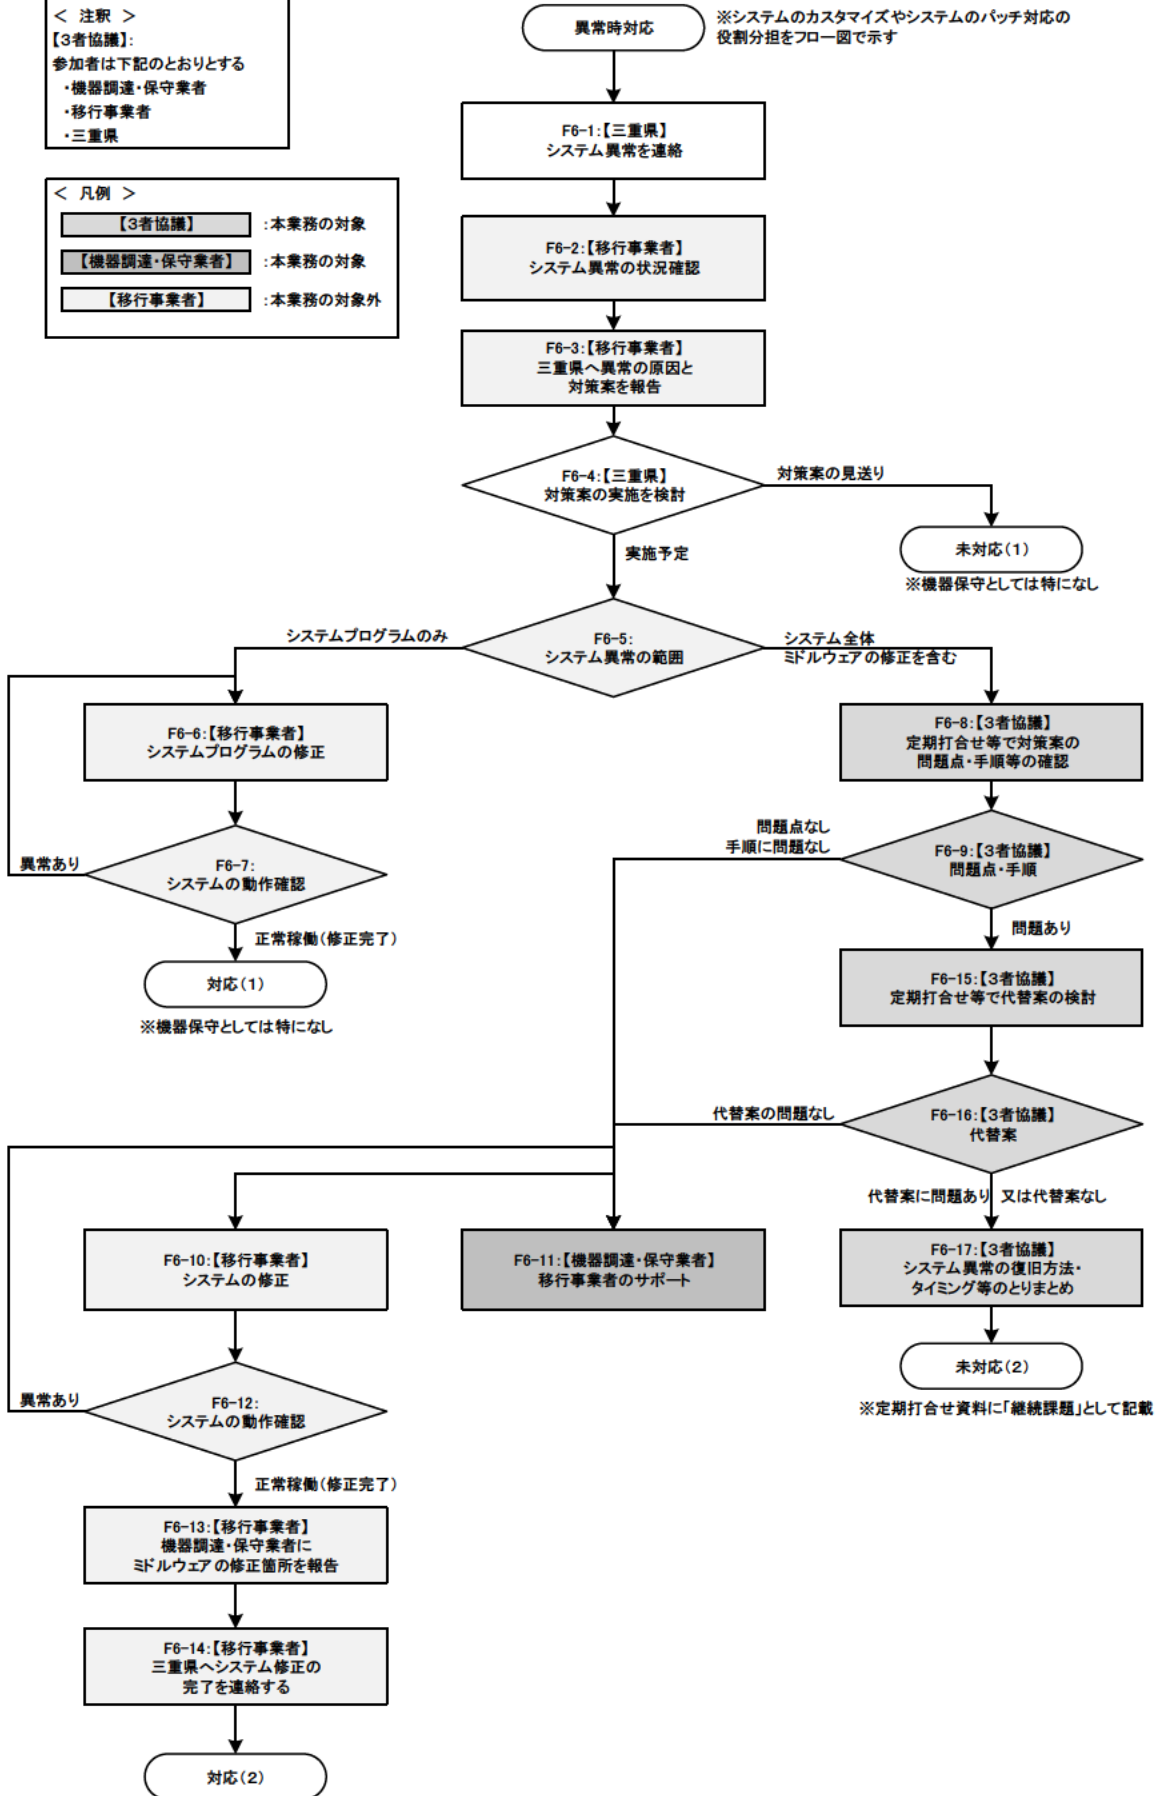 ＜　注釈　＞
【3者協議】：
参加者は下記のとおりとする
・機器調達・保守業者
・移行事業者
・三重県
＜　凡例　＞
【3者協議】　：本業務の対象
【機器調達・保守業者】　：本業務の対象
【移行事業者】　：本業務の対象外
異常時対応
※システムのカスタマイズやシステムのパッチ対応の
役割分担をフロー図で示す
F6-1：【三重県】
システム異常を連絡
F6-2：【移行事業者】
システム異常の状況確認
F6-3：【移行事業者】
三重県へ異常の原因と
対策案を報告
F6-4：【三重県】
対策案の実施を検討
対策案の見送り
未対応（1）
※機器保守としては特になし
実施予定
F6-5：
システム異常の範囲
システムプログラムのみ
システム全体
ミドルウェアの修正を含む
F6-6：【移行事業者】
システムプログラムの修正
F6-7：
システムの動作確認
異常あり
正常稼働（修正完了）
対応（1）
※機器保守としては特になし
F6-8：【3者協議】
定期打合せ等で対策案の
問題点・手順等の確認
F6-9：【3者協議】
問題点・手順
問題点なし
手順に問題なし
問題あり
F6-15：【3者協議】
定期打合せ等で代替案の検討
F6-16：【3者協議】
代替案
代替案の問題なし
代替案に問題あり　又は代替案なし
F6-10：【移行事業者】
システムの修正
F6-11：【機器調達・保守業者】
移行事業者のサポート
F6-17：【3者協議】
システム異常の復旧方法・
タイミング等のとりまとめ
未対応（2）
※定期打合せ資料に「継続課題」として記載
F6-12：
システムの動作確認
異常あり
正常稼働（修正完了）
F6-13：【移行事業者】
機器調達・保守業者に
ミドルウェアの修正箇所を報告
F6-14：【移行事業者】
三重県へシステム修正の
完了を連絡する
対応（2）